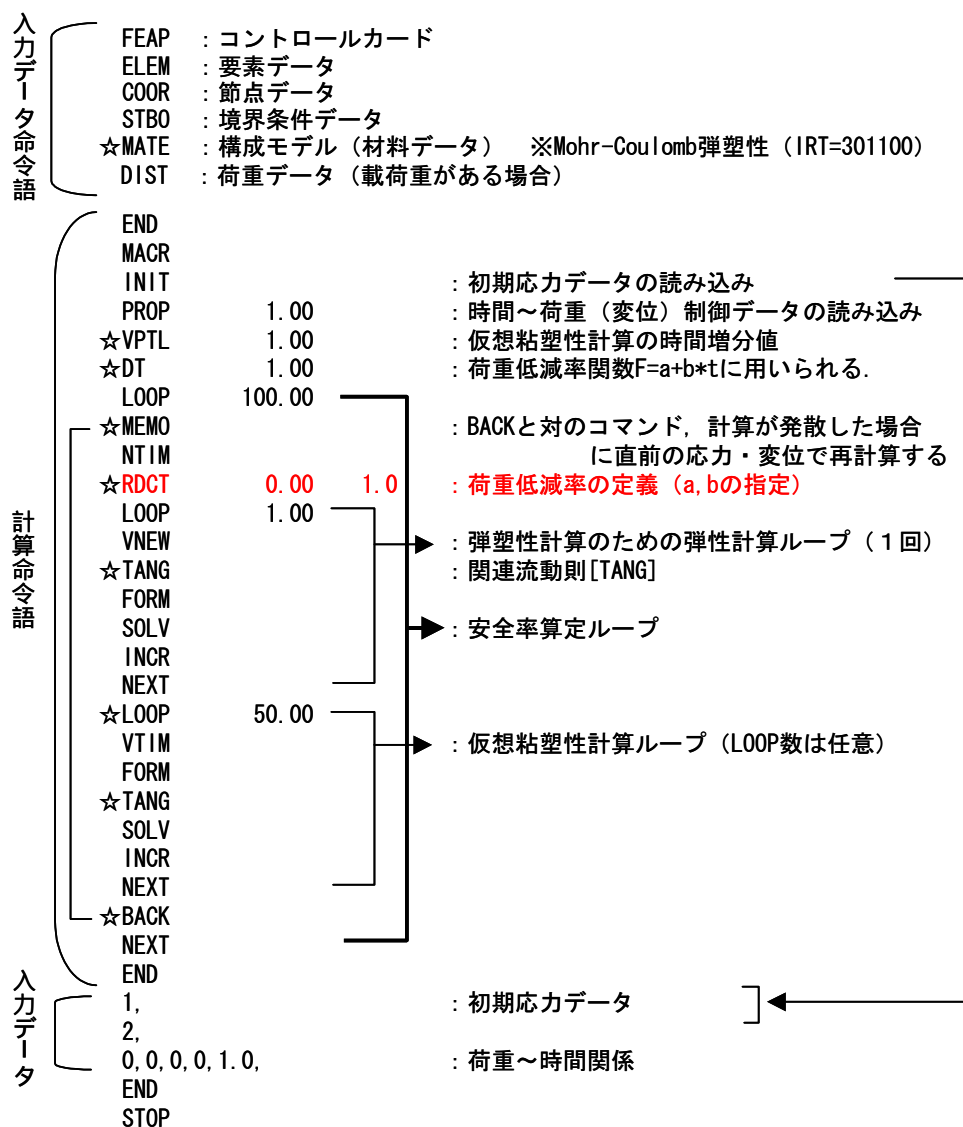 入力データ命令語
FEAP ：コントロールカード
ELEM ：要素データ
COOR ：節点データ
STBO ：境界条件データ
☆MATE ：構成モデル（材料データ） ※Mohr-Coulomb弾塑性（IRT=301100）
DIST ：荷重データ（載荷重がある場合）
計算命令語
END
MACR
INIT ：初期応力データの読み込み
PROP 1.00 ：時間～荷重（変位）制御データの読み込み
☆VPTL 1.00 ：仮想粘塑性計算の時間増分値
☆DT 1.00 ：荷重低減率関数F=a+b*tに用いられる.
LOOP 100.00
☆MEMO ：BACKと対のコマンド, 計算が発散した場合
NTIM に直前の応力・変位で再計算する
☆RDCT 0.00 1.0 ：荷重低減率の定義（a,bの指定）
LOOP 1.00
VNEW ：弾塑性計算のための弾性計算ループ（１回）
☆TANG ：関連流動則[TANG]
FORM
SOLV ：安全率算定ループ
INCR
NEXT
☆LOOP 50.00
VTIM ：仮想粘塑性計算ループ（LOOP数は任意）
FORM
☆TANG
SOLV
INCR
NEXT
☆BACK
NEXT
END
入力データ
1, ：初期応力データ
2,
0,0,0,0,1.0, ：荷重～時間関係
END
STOP